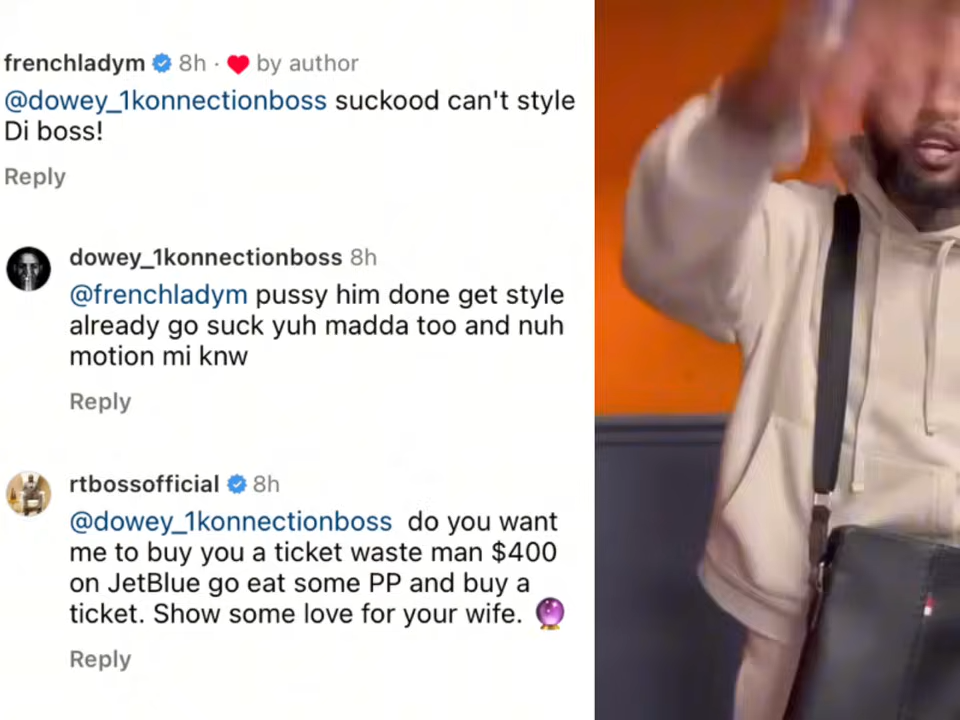 frenchladym 8h · by author
@dowey_1konnectionboss suckood can't style
Di boss!
Reply
dowey_1konnectionboss 8h
@frenchladym pussy him done get style
already go suck yuh madda too and nuh
motion mi knw
Reply
rtbossofficial 8h
@dowey_1konnectionboss do you want
me to buy you a ticket waste man $400
on JetBlue go eat some PP and buy a
ticket. Show some love for your wife. 🔮
Reply